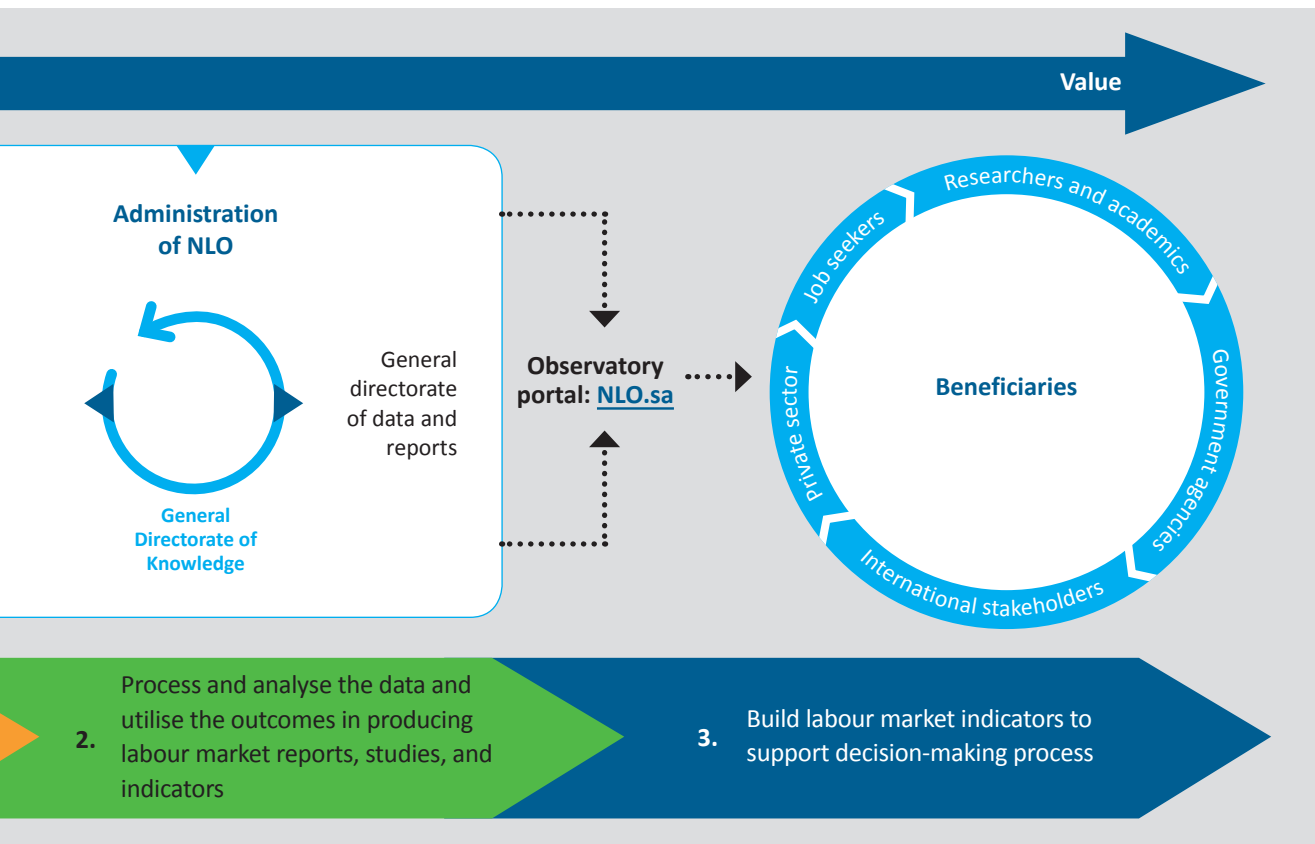 Value
Administration
of NLO
General
directorate
of data and
reports
General
Directorate of
Knowledge
Observatory
portal: NLO.sa
Beneficiaries
Researchers and academics
Government agencies
International stakeholders
Private sector
Job seekers
2.
Process and analyse the data and
utilise the outcomes in producing
labour market reports, studies, and
indicators
3.
Build labour market indicators to
support decision-making process